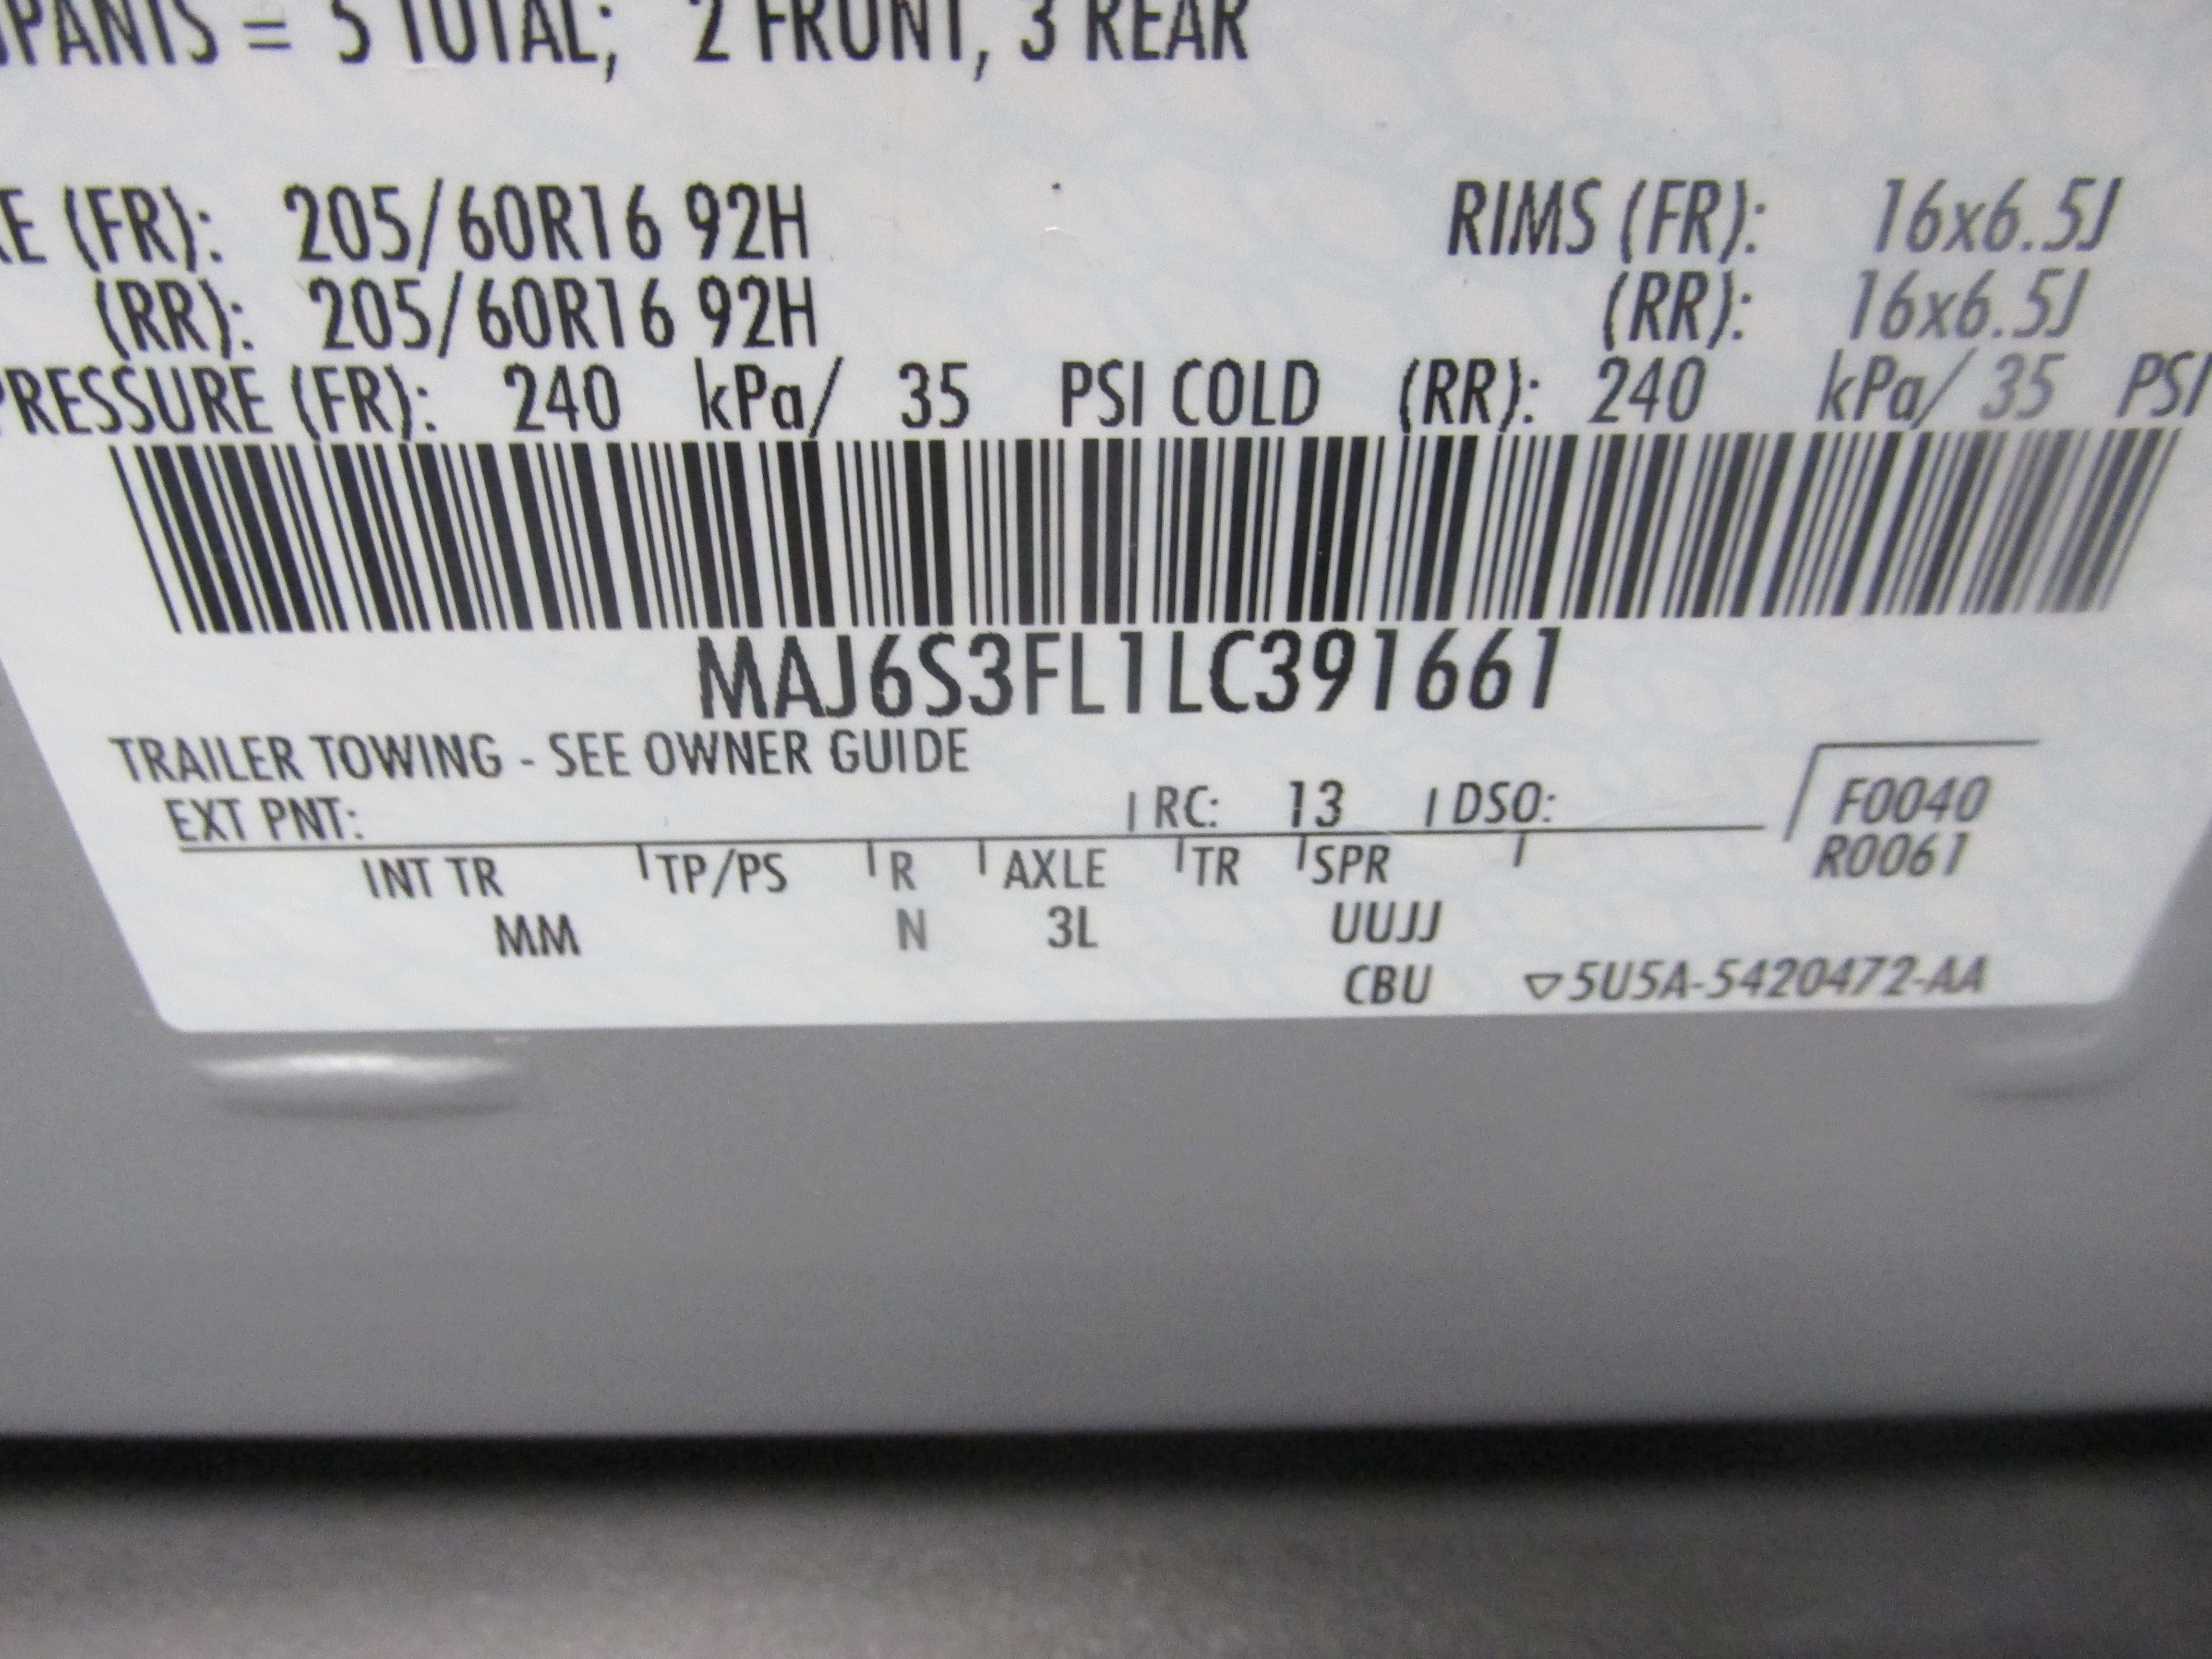 = 5 TOTAL; 2 FRONT, 3 REAR
(FR): 205/60R16 92H RIMS (FR): 16x6.5J
(RR): 205/60R16 92H (RR): 16x6.5J
PRESSURE (FR): 240 kPa/ 35 PSI COLD (RR): 240 kPa/ 35 PSI
MAJ6S3FL1LC391661
TRAILER TOWING - SEE OWNER GUIDE
EXT PNT: RC: 13 DSO: F0040
R0061
INT TR TP/PS R AXLE TR SPR
MM N 3L UUJJ
CBU ▽5U5A-5420472-AA